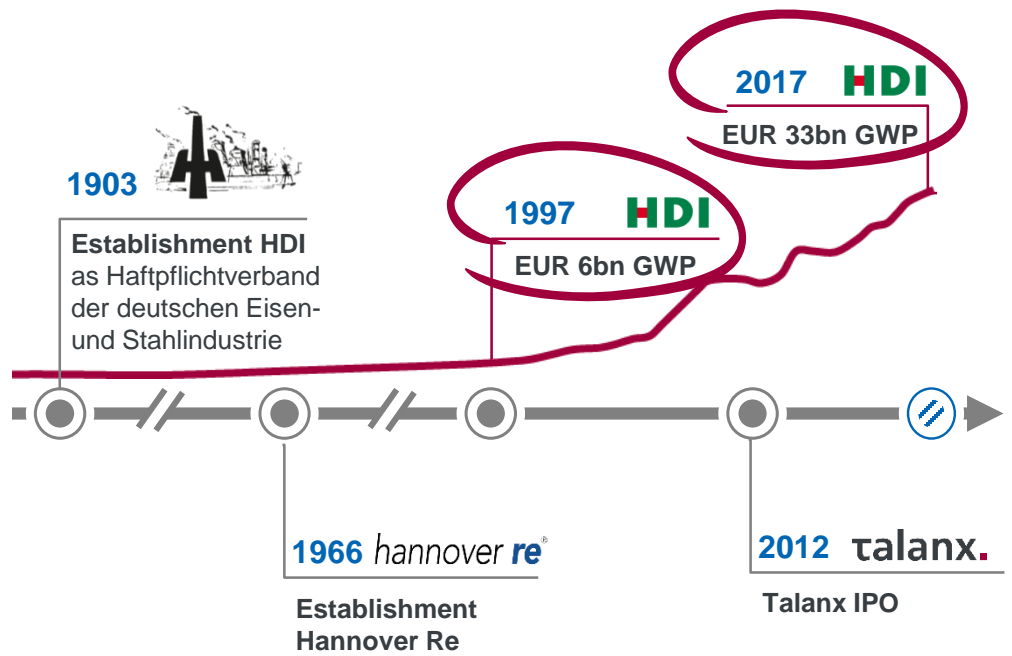 1903
Establishment HDI
as Haftpflichtverband
der deutschen Eisen-
und Stahlindustrie
1966 hannover re®
Establishment
Hannover Re
1997 HDI
EUR 6bn GWP
2012 talanx.
Talanx IPO
2017 HDI
EUR 33bn GWP